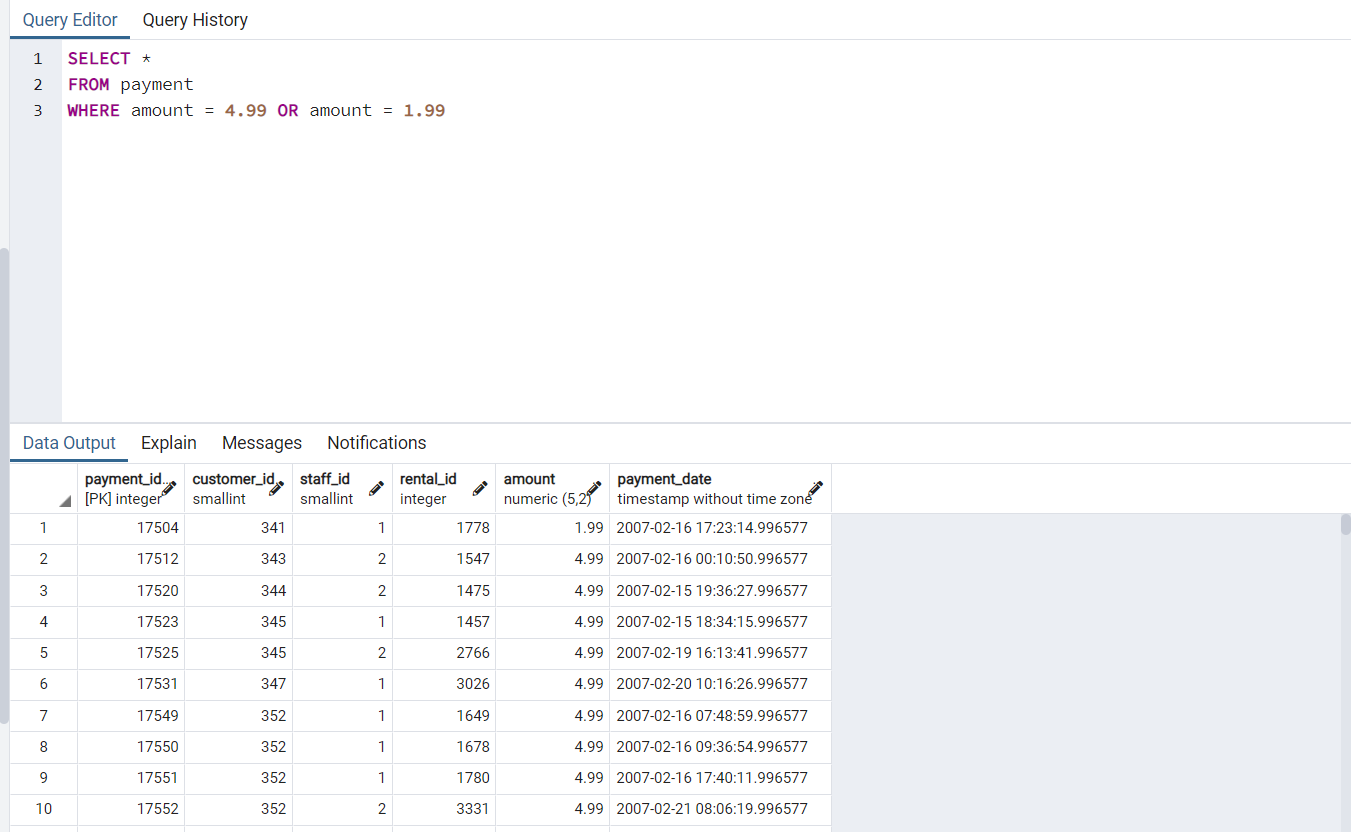 Query Editor Query History
1 SELECT *
2 FROM payment
3 WHERE amount = 4.99 OR amount = 1.99
Data Output Explain Messages Notifications
payment_id... customer_id staff_id rental_id amount payment_date
[PK] integer smallint smallint integer numeric (5,2) timestamp without time zone
1 17504 341 1 1778 1.99 2007-02-16 17:23:14.996577
2 17512 343 2 1547 4.99 2007-02-16 00:10:50.996577
3 17520 344 2 1475 4.99 2007-02-15 19:36:27.996577
4 17523 345 1 1457 4.99 2007-02-15 18:34:15.996577
5 17525 345 2 2766 4.99 2007-02-19 16:13:41.996577
6 17531 347 1 3026 4.99 2007-02-20 10:16:26.996577
7 17549 352 1 1649 4.99 2007-02-16 07:48:59.996577
8 17550 352 1 1678 4.99 2007-02-16 09:36:54.996577
9 17551 352 1 1780 4.99 2007-02-16 17:40:11.996577
10 17552 352 2 3331 4.99 2007-02-21 08:06:19.996577